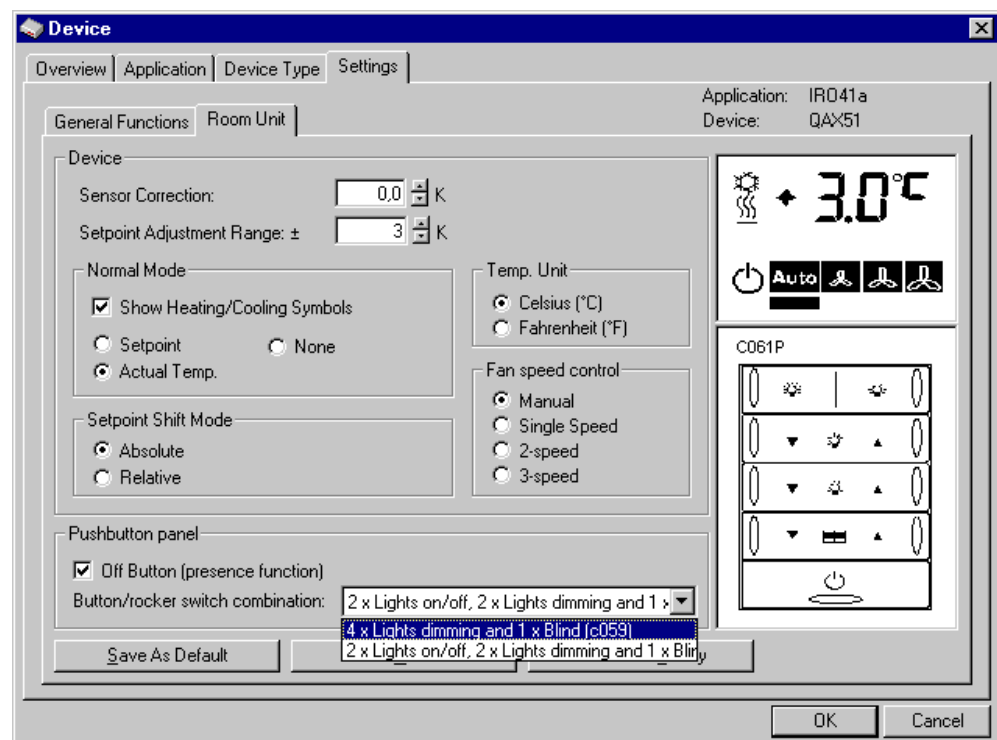 Device
Overview Application Device Type Settings
Application: IRO41a
General Functions Room Unit Device: QAX51
Device
Sensor Correction: 0,0 K
Setpoint Adjustment Range: ± 3 K
3.0°C
Normal Mode
Temp. Unit
Auto
Show Heating/Cooling Symbols
Celsius (°C)
Fahrenheit (°F)
Setpoint None
Actual Temp.
C061P
Fan speed control
Manual
Setpoint Shift Mode
Single Speed
Absolute
2-speed
Relative
3-speed
Pushbutton panel
Off Button (presence function)
Button/rocker switch combination: 2 x Lights on/off, 2 x Lights dimming and 1 x
4 x Lights dimming and 1 x Blind (c059)
2 x Lights on/off, 2 x Lights dimming and 1 x Blin
Save As Default
OK Cancel